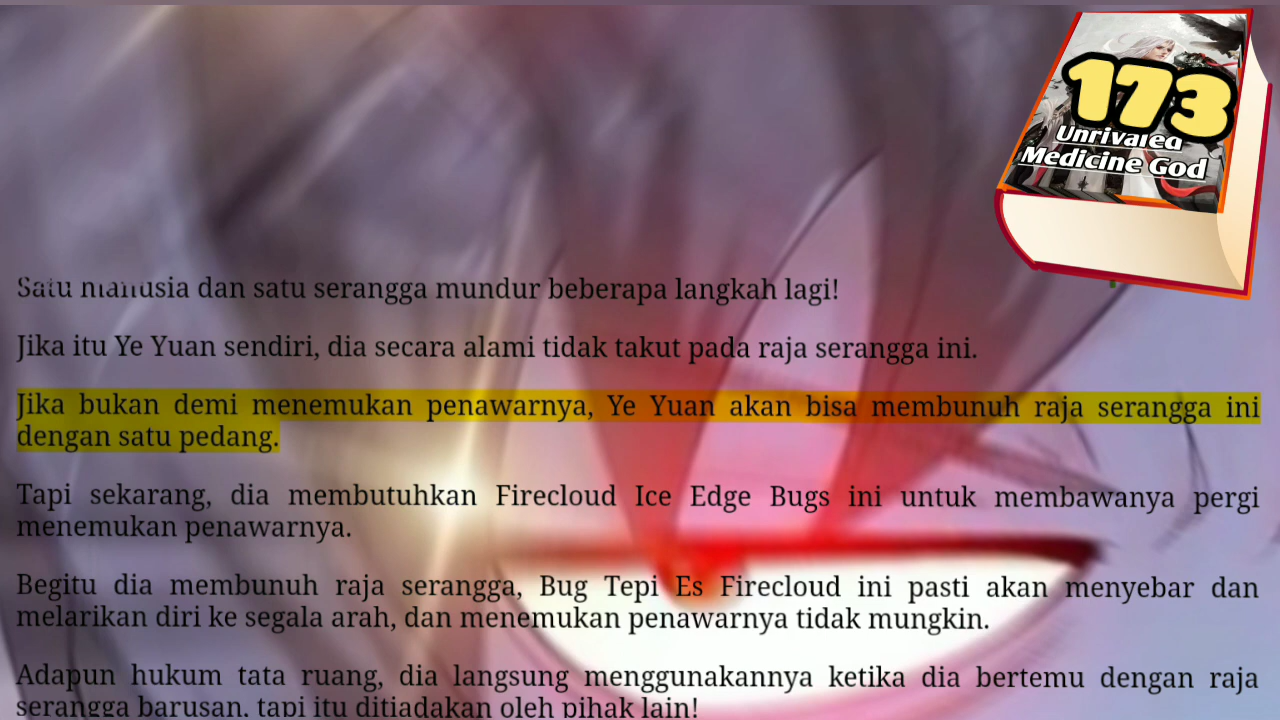 173
Unrivaled
Medicine God
Satu manusia dan satu serangga mundur beberapa langkah lagi!
Jika itu Ye Yuan sendiri, dia secara alami tidak takut pada raja serangga ini.
Jika bukan demi menemukan penawarnya, Ye Yuan akan bisa membunuh raja serangga ini
dengan satu pedang.
Tapi sekarang, dia membutuhkan Firecloud Ice Edge Bugs ini untuk membawanya pergi
menemukan penawarnya.
Begitu dia membunuh raja serangga, Bug Tepi Es Firecloud ini pasti akan menyebar dan
melarikan diri ke segala arah, dan menemukan penawarnya tidak mungkin.
Adapun hukum tata ruang, dia langsung menggunakannya ketika dia bertemu dengan raja
serangga barusan, tapi itu ditiadakan oleh pihak lain!